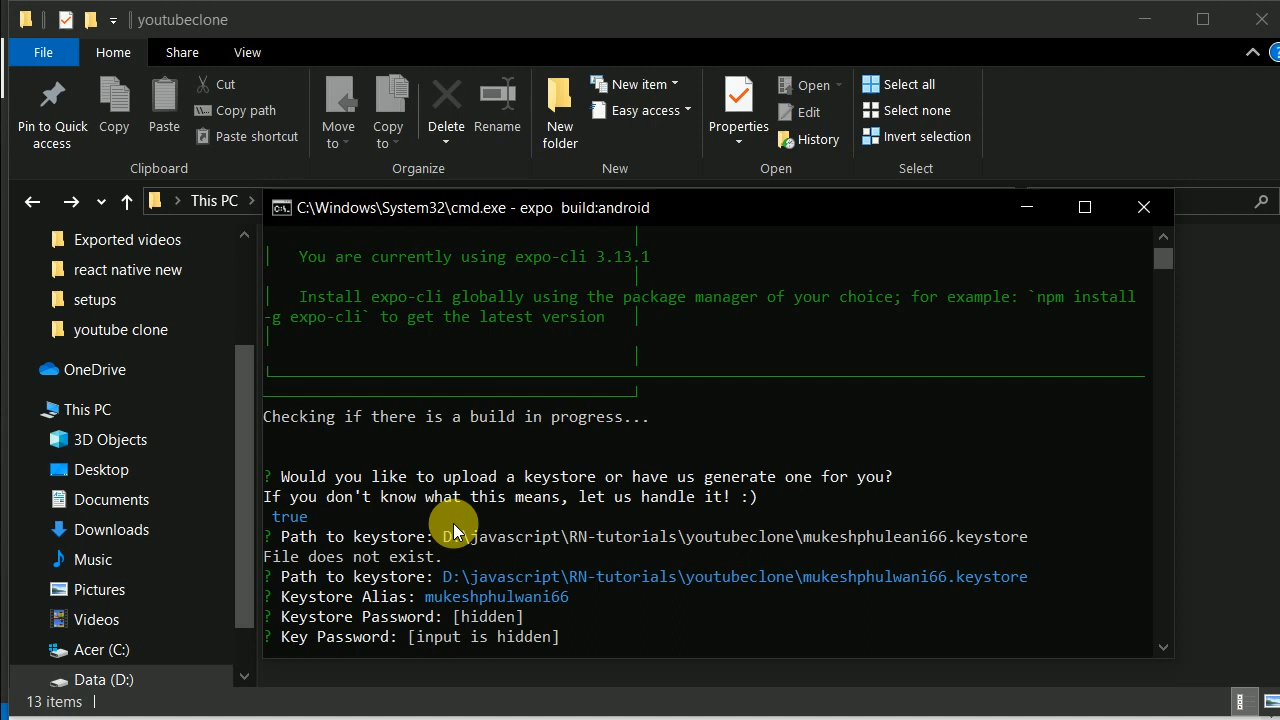 youtubeclone
File Home Share View
Pin to Quick access
Copy
Paste
Cut
Copy path
Paste shortcut
Move to
Copy to
Delete
Rename
New folder
New item
Easy access
Properties
Open
Edit
History
Select all
Select none
Invert selection
Clipboard Organize New Open Select
This PC
C:\Windows\System32\cmd.exe - expo build:android
Exported videos
react native new
setups
youtube clone
OneDrive
This PC
3D Objects
Desktop
Documents
Downloads
Music
Pictures
Videos
Acer (C:)
Data (D:)
You are currently using expo-cli 3.13.1
Install expo-cli globally using the package manager of your choice; for example: `npm install
-g expo-cli` to get the latest version
Checking if there is a build in progress...
? Would you like to upload a keystore or have us generate one for you?
If you don't know what this means, let us handle it! :)
true
? Path to keystore: D:\javascript\RN-tutorials\youtubeclone\mukeshphuleani66.keystore
File does not exist.
? Path to keystore: D:\javascript\RN-tutorials\youtubeclone\mukeshphulwani66.keystore
? Keystore Alias: mukeshphulwani66
? Keystore Password: [hidden]
? Key Password: [input is hidden]
13 items